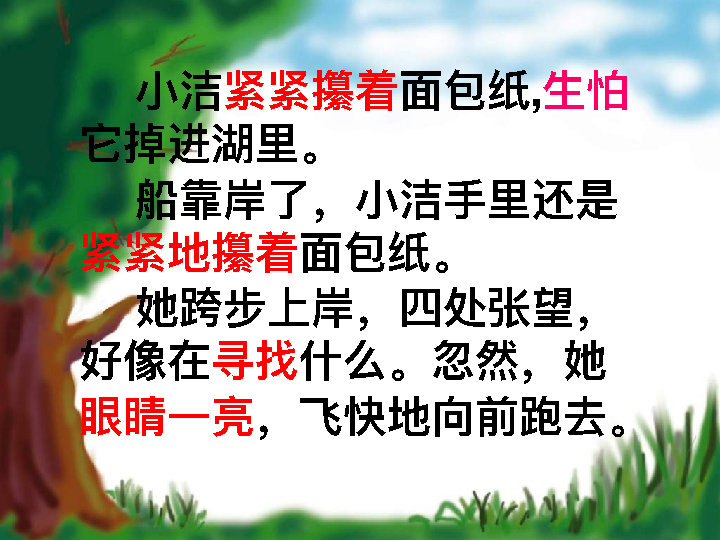 小洁紧紧攥着面包纸,生怕
它掉进湖里。
船靠岸了，小洁手里还是
紧紧地攥着面包纸。
她跨步上岸，四处张望，
好像在寻找什么。忽然，她
眼睛一亮，飞快地向前跑去。